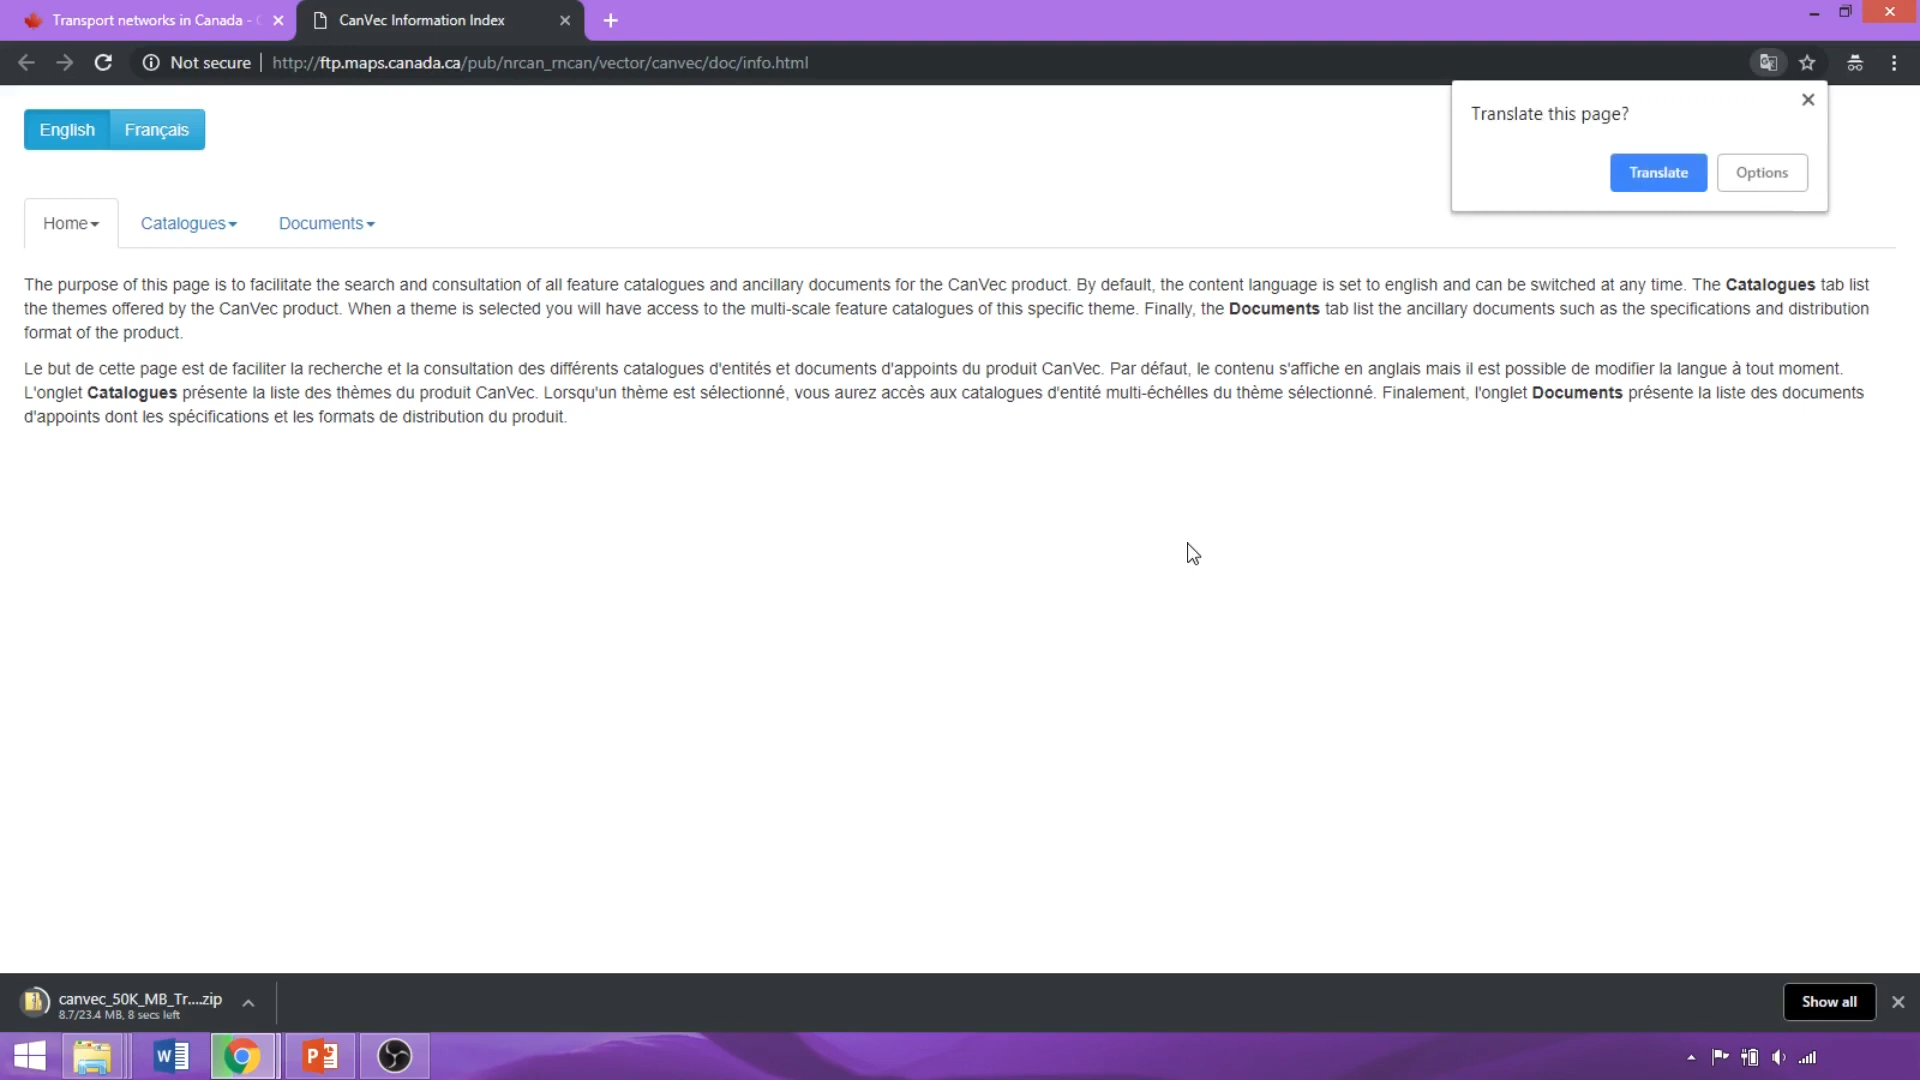 Transport networks in Canada -
CanVec Information Index
Not secure
http://ftp.maps.canada.ca/pub/nrcan_rncan/vector/canvec/doc/info.html
Translate this page?
Translate
Options
English
Français
Home
Catalogues
Documents
The purpose of this page is to facilitate the search and consultation of all feature catalogues and ancillary documents for the CanVec product. By default, the content language is set to english and can be switched at any time. The Catalogues tab list
the themes offered by the CanVec product. When a theme is selected you will have access to the multi-scale feature catalogues of this specific theme. Finally, the Documents tab list the ancillary documents such as the specifications and distribution
format of the product.
Le but de cette page est de faciliter la recherche et la consultation des différents catalogues d'entités et documents d'appoints du produit CanVec. Par défaut, le contenu s'affiche en anglais mais il est possible de modifier la langue à tout moment.
L'onglet Catalogues présente la liste des thèmes du produit CanVec. Lorsqu'un thème est sélectionné, vous aurez accès aux catalogues d'entité multi-échélles du thème sélectionné. Finalement, l'onglet Documents présente la liste des documents
d'appoints dont les spécifications et les formats de distribution du produit.
canvec_50K_MB_Tr....zip
8.7/23.4 MB, 8 secs left
Show all